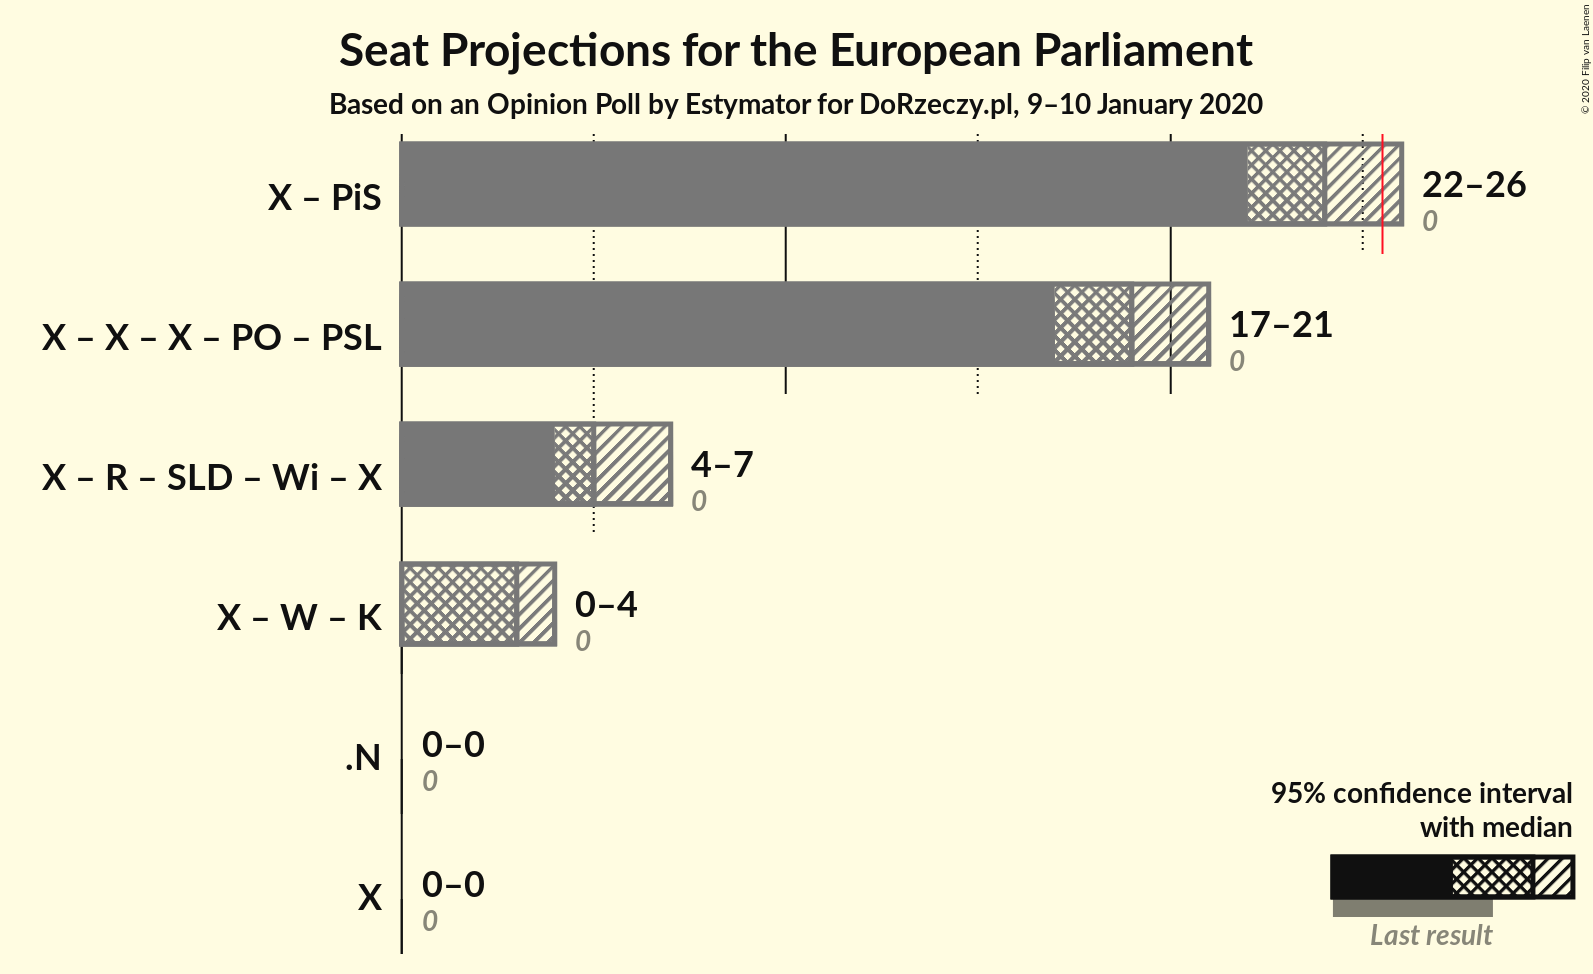 Seat Projections for the European Parliament
Based on an Opinion Poll by Estymator for DoRzeczy.pl, 9–10 January 2020
© 2020 Filip van Laenen
X – PiS
22–26
0
X – X – X – PO – PSL
17–21
0
X – R – SLD – Wi – X
4–7
0
X – W – K
0–4
0
.N
0–0
0
X
0–0
0
95% confidence interval
with median
Last result